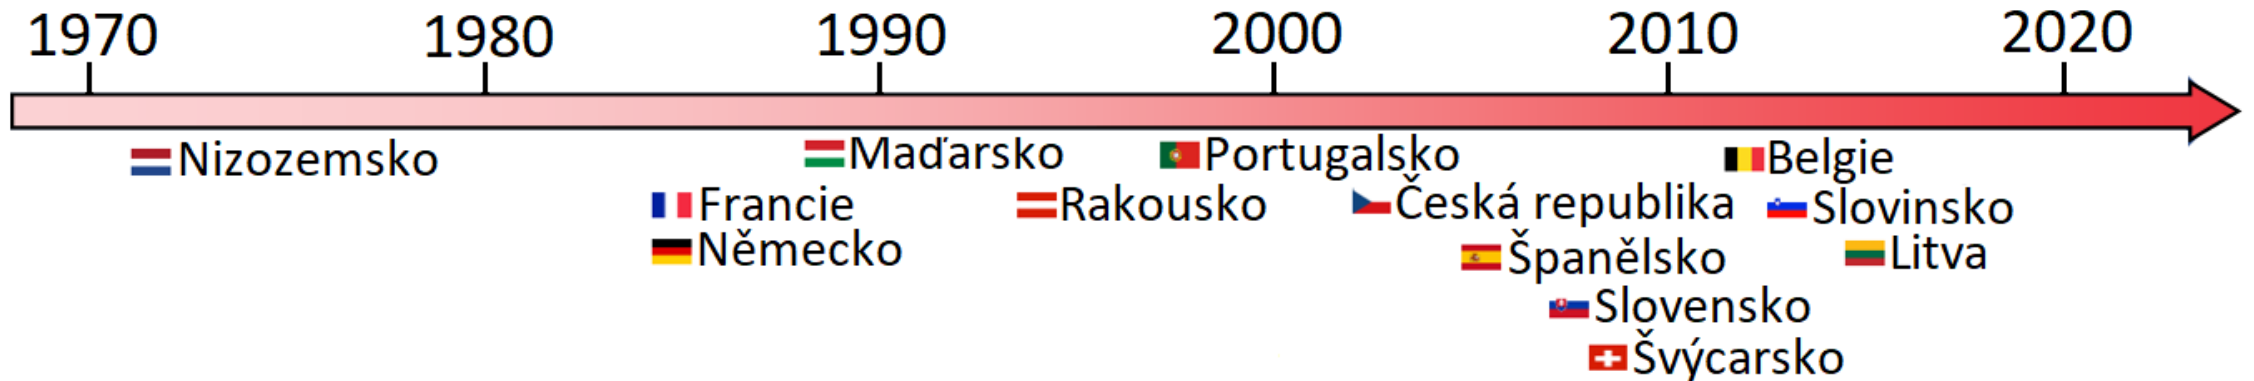 1970 1980 1990 2000 2010 2020
Nizozemsko Maďarsko Portugalsko Belgie
Francie Rakousko Česká republika Slovinsko
Německo Španělsko Litva
Slovensko
Švýcarsko